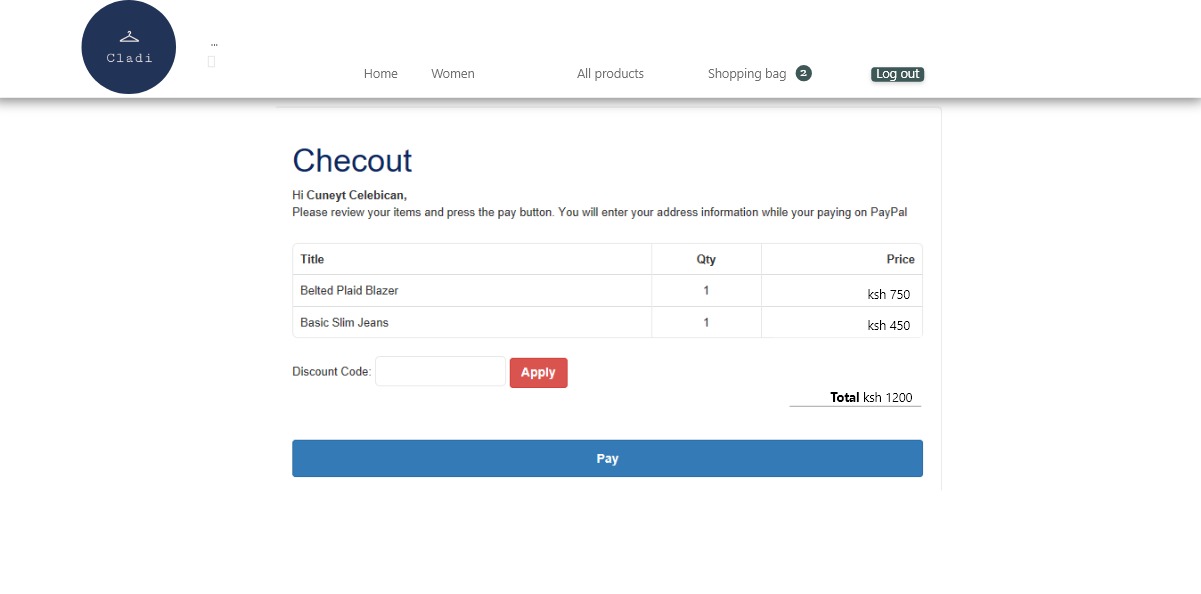 Cladi
...
Home Women All products Shopping bag 2 Log out
Checout
Hi Cuneyt Celebican,
Please review your items and press the pay button. You will enter your address information while your paying on PayPal
Title Qty Price
Belted Plaid Blazer 1 ksh 750
Basic Slim Jeans 1 ksh 450
Discount Code: Apply
Total ksh 1200
Pay